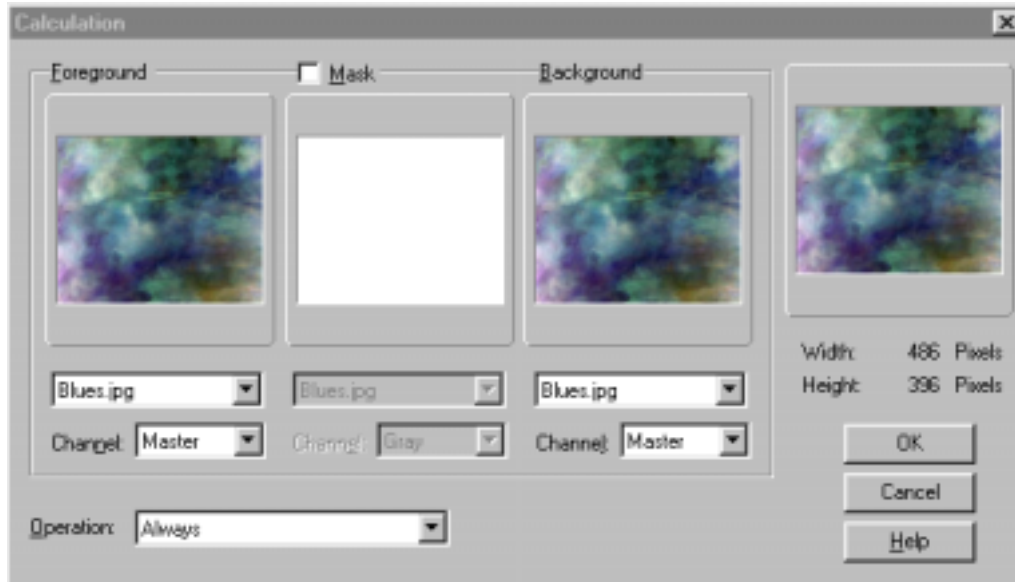 Calculation
Foreground
Mask
Background
Blues.jpg
Blues.jpg
Blues.jpg
Channel: Master
Channel: Gray
Channel: Master
Width: 486 Pixels
Height: 396 Pixels
Operation: Always
OK
Cancel
Help